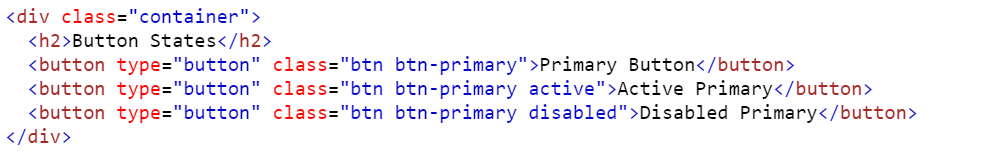 <div class="container">
  <h2>Button States</h2>
  <button type="button" class="btn btn-primary">Primary Button</button>
  <button type="button" class="btn btn-primary active">Active Primary</button>
  <button type="button" class="btn btn-primary disabled">Disabled Primary</button>
</div>